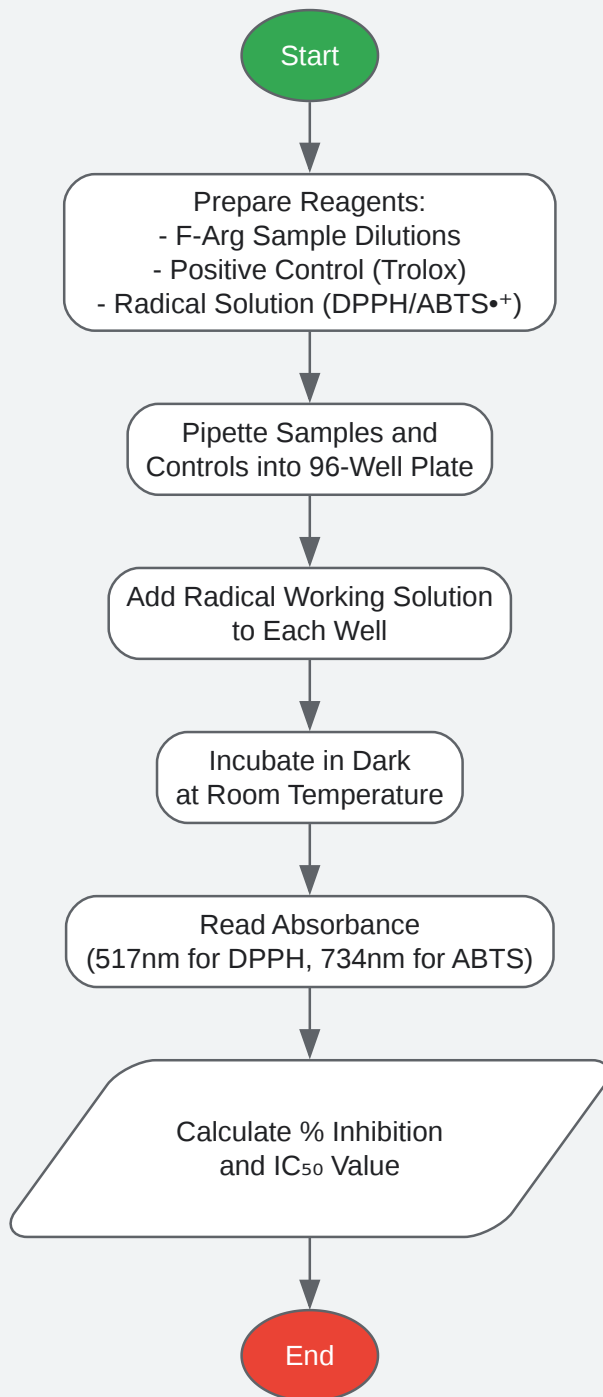 Start
Prepare Reagents:
- F-Arg Sample Dilutions
- Positive Control (Trolox)
- Radical Solution (DPPH/ABTS•⁺)
Pipette Samples and
Controls into 96-Well Plate
Add Radical Working Solution
to Each Well
Incubate in Dark
at Room Temperature
Read Absorbance
(517nm for DPPH, 734nm for ABTS)
Calculate % Inhibition
and IC₅₀ Value
End